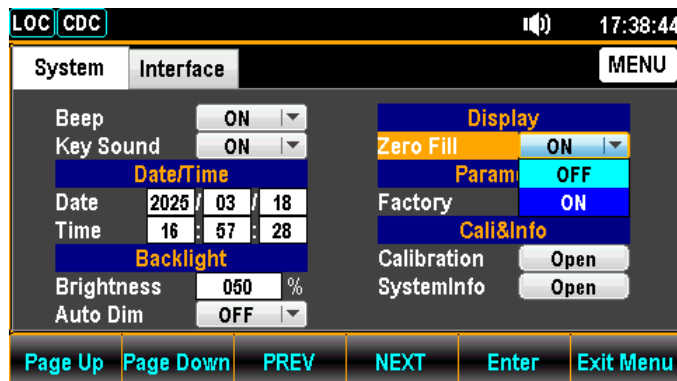 LOC CDC 17:38:44
System Interface MENU
Beep ON
Key Sound ON
Date/Time
Date 2025 / 03 / 18
Time 16 : 57 : 28
Backlight
Brightness 050 %
Auto Dim OFF
Display
Zero Fill ON
OFF
ON
Factory
Cali&Info
Calibration Open
SystemInfo Open
Page Up Page Down PREV NEXT Enter Exit Menu